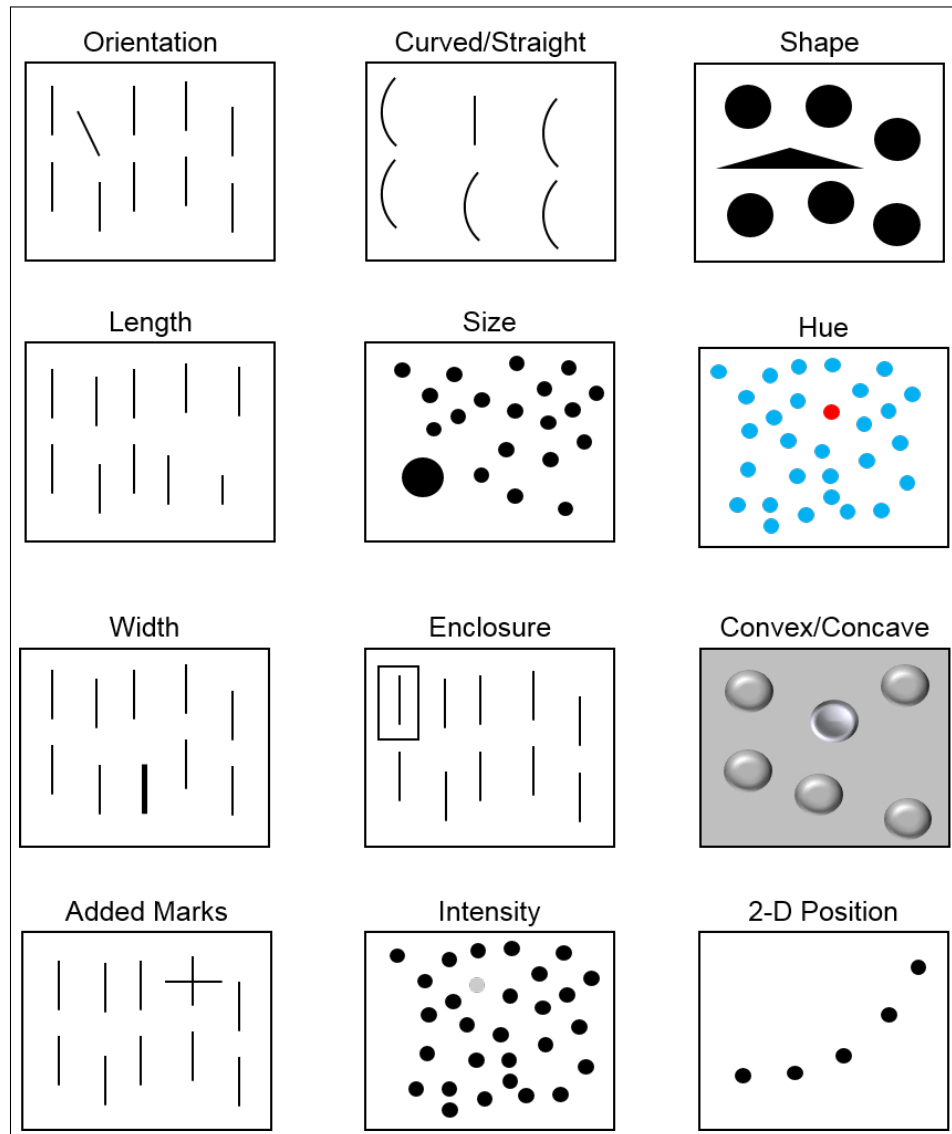 Orientation
Curved/Straight
Shape
Length
Size
Hue
Width
Enclosure
Convex/Concave
Added Marks
Intensity
2-D Position